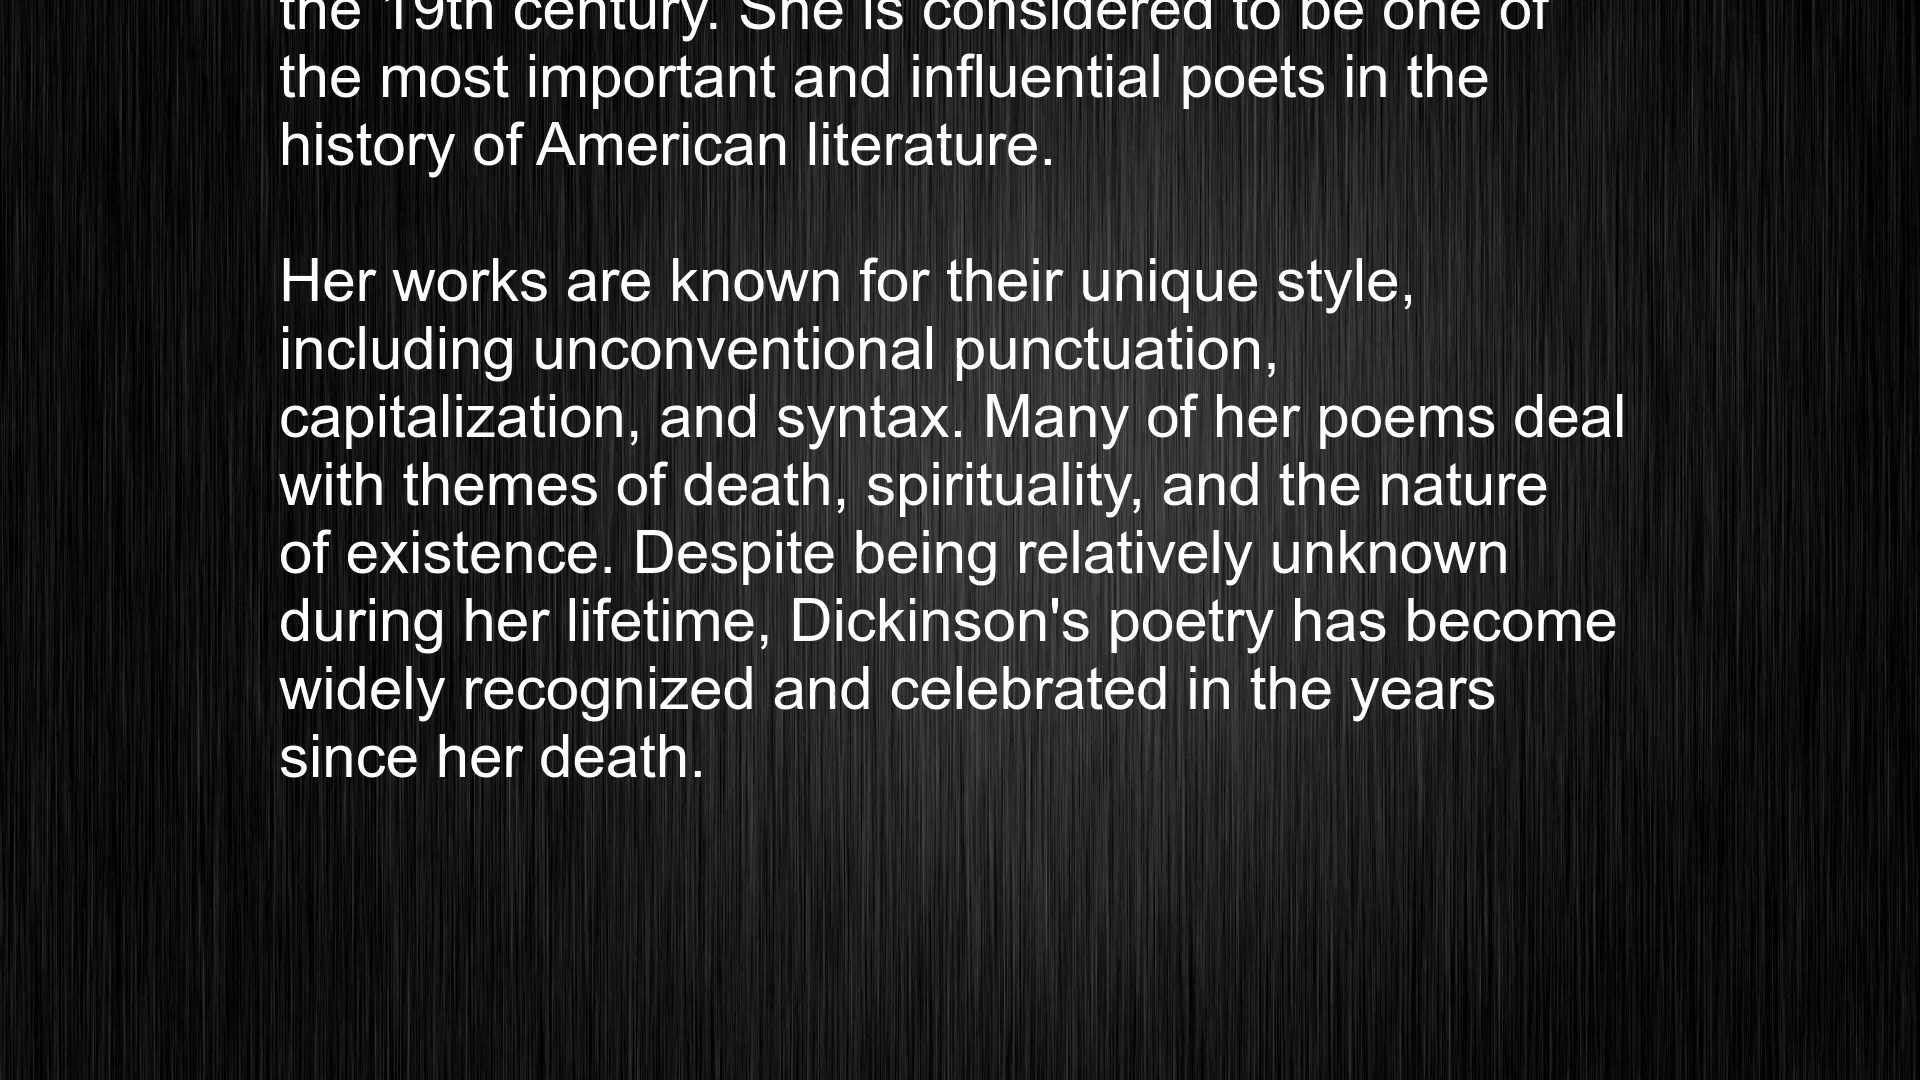 the 19th century. She is considered to be one of
the most important and influential poets in the
history of American literature.
Her works are known for their unique style,
including unconventional punctuation,
capitalization, and syntax. Many of her poems deal
with themes of death, spirituality, and the nature
of existence. Despite being relatively unknown
during her lifetime, Dickinson's poetry has become
widely recognized and celebrated in the years
since her death.